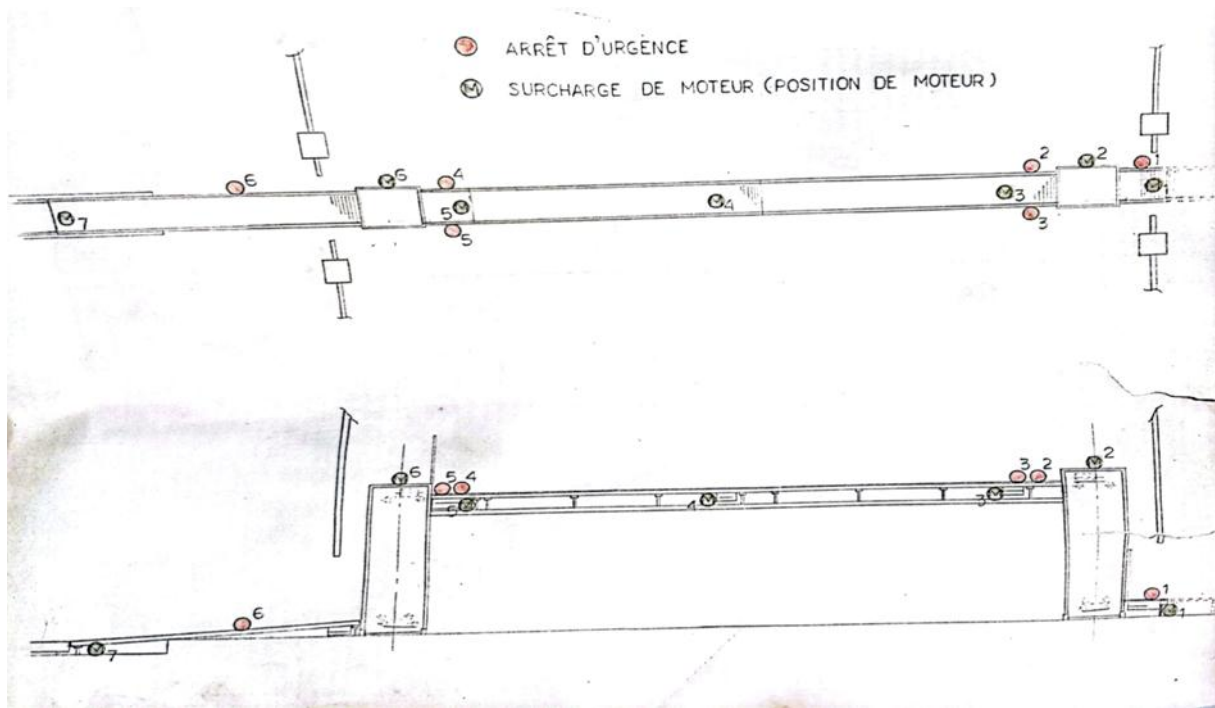 ARRÊT D'URGENCE
SURCHARGE DE MOTEUR (POSITION DE MOTEUR)
6 6 4 2 2 1
7 5 4 3 1
5 3
6 5 4 3 2 2
5 4 3
6 1
7 1